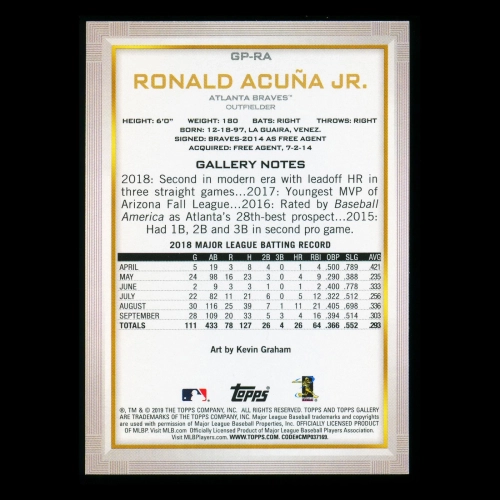 GP-RA
RONALD ACUÑA JR.
ATLANTA BRAVES™
OUTFIELDER
HEIGHT: 6'0" WEIGHT: 180 BATS: RIGHT THROWS: RIGHT
BORN: 12-18-97, LA GUAIRA, VENEZ.
SIGNED: BRAVES-2014 AS FREE AGENT
ACQUIRED: FREE AGENT, 7-2-14
GALLERY NOTES
2018: Second in modern era with leadoff HR in
three straight games...2017: Youngest MVP of
Arizona Fall League...2016: Rated by Baseball
America as Atlanta's 28th-best prospect...2015:
Had 1B, 2B and 3B in second pro game.
2018 MAJOR LEAGUE BATTING RECORD
G AB R H 2B 3B HR RBI OBP SLG AVG
APRIL 5 19 3 8 4 0 1 4 .500 .789 .421
MAY 24 98 16 23 3 0 4 9 .290 .388 .235
JUNE 2 9 3 3 1 0 1 2 .400 .778 .333
JULY 22 82 11 21 6 0 5 12 .322 .512 .256
AUGUST 30 116 25 39 7 1 11 21 .405 .698 .336
SEPTEMBER 28 109 20 33 5 3 4 16 .394 .514 .303
TOTALS 111 433 78 127 26 4 26 64 .366 .552 .293
Art by Kevin Graham
Topps
®, ™ & © 2019 THE TOPPS COMPANY, INC. ALL RIGHTS RESERVED. TOPPS AND TOPPS GALLERY
ARE TRADEMARKS OF THE TOPPS COMPANY, INC. Major League Baseball trademarks and copyrights
are used with permission of Major League Baseball Properties, Inc. OFFICIALLY LICENSED PRODUCT
OF MLBP. Visit MLB.com Officially Licensed Product of Major League Baseball Players Association.
Visit MLBPlayers.com. WWW.TOPPS.COM. CODE#CMP037169.